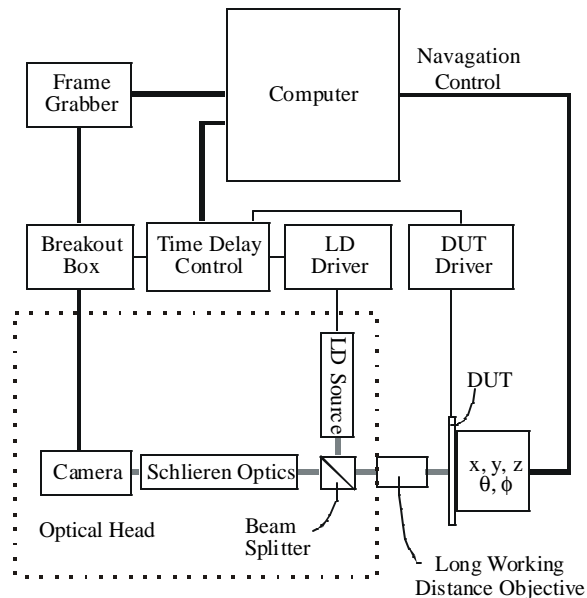 Frame
Grabber
Computer
Navagation
Control
Breakout
Box
Time Delay
Control
LD
Driver
DUT
Driver
LD Source
DUT
Camera
Schlieren Optics
x, y, z
θ, ϕ
Optical Head
Beam
Splitter
Long Working
Distance Objective